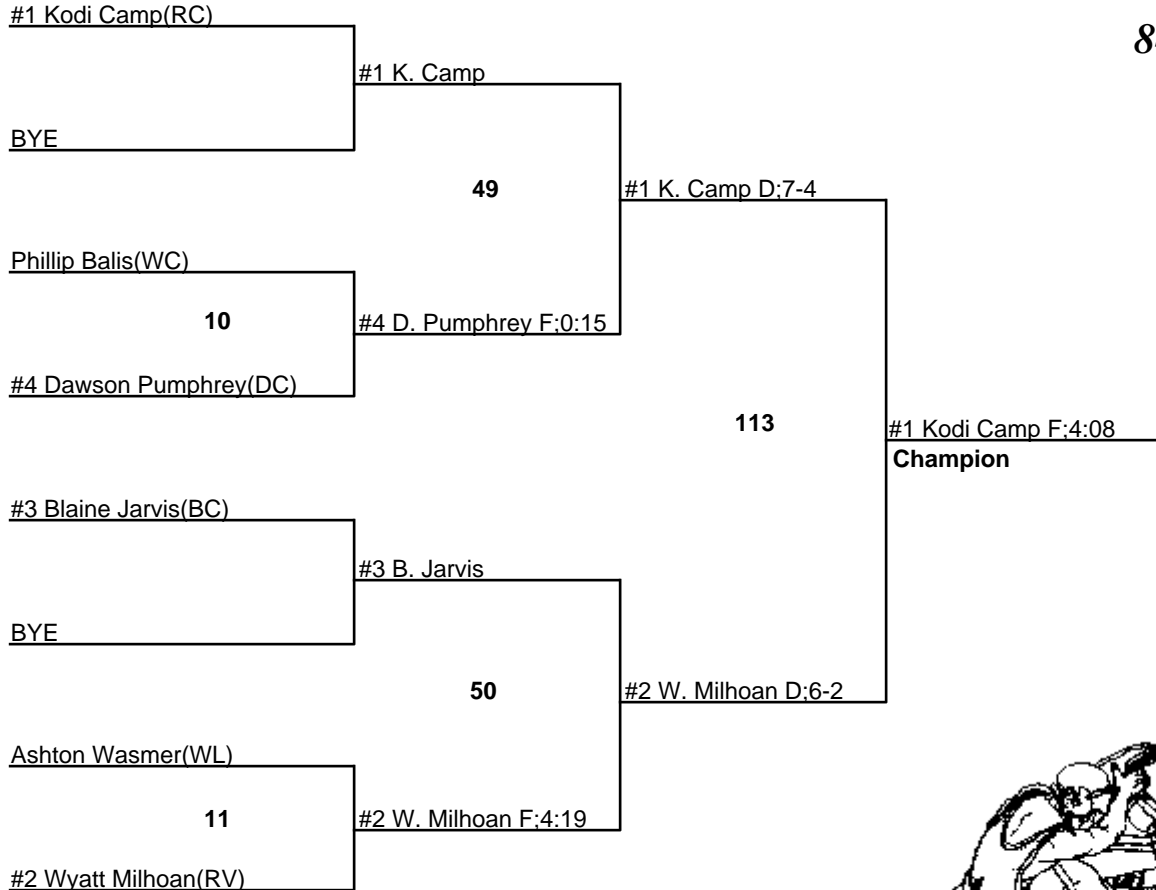 #1 Kodi Camp(RC)
#1 K. Camp
BYE
49
#1 K. Camp D;7-4
Phillip Balis(WC)
10
#4 D. Pumphrey F;0:15
#4 Dawson Pumphrey(DC)
113
#1 Kodi Camp F;4:08
Champion
#3 Blaine Jarvis(BC)
#3 B. Jarvis
BYE
50
#2 W. Milhoan D;6-2
Ashton Wasmer(WL)
11
#2 W. Milhoan F;4:19
#2 Wyatt Milhoan(RV)